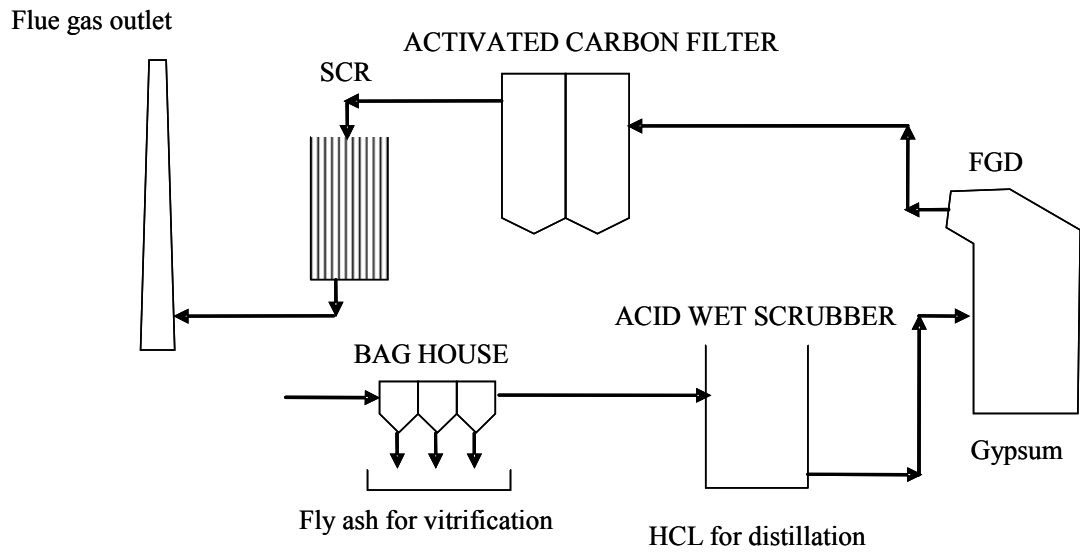 Flue gas outlet
ACTIVATED CARBON FILTER
SCR
FGD
ACID WET SCRUBBER
BAG HOUSE
Gypsum
Fly ash for vitrification
HCL for distillation